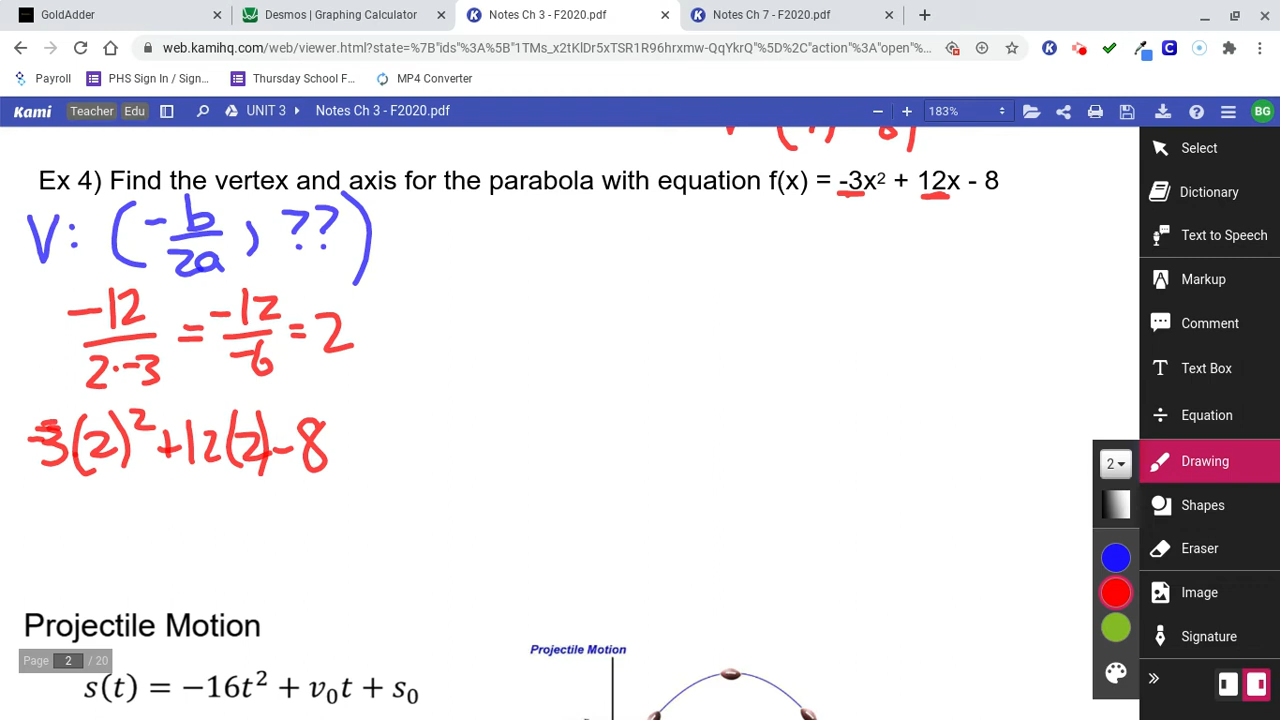 GoldAdder
Desmos | Graphing Calculator
Notes Ch 3 - F2020.pdf
Notes Ch 7 - F2020.pdf
web.kamihq.com/web/viewer.html?state=%7B"ids"%3A%5B"1TMs_x2tKlDr5xTSR1R96hrxmw-QqYkrQ"%5D%2C"action"%3A"open"%...
Payroll
PHS Sign In / Sign...
Thursday School F...
MP4 Converter
Kami Teacher Edu
UNIT 3
Notes Ch 3 - F2020.pdf
183%
BG
Ex 4) Find the vertex and axis for the parabola with equation f(x) = -3x² + 12x - 8
V: (-b/2a, ??)
-12/2·-3 = -12/-6 = 2
-3(2)²+12(2)-8
Projectile Motion
Page 2 / 20
s(t) = −16t² + v₀t + s₀
Projectile Motion
Select
Dictionary
Text to Speech
Markup
Comment
Text Box
Equation
Drawing
Shapes
Eraser
Image
Signature
2